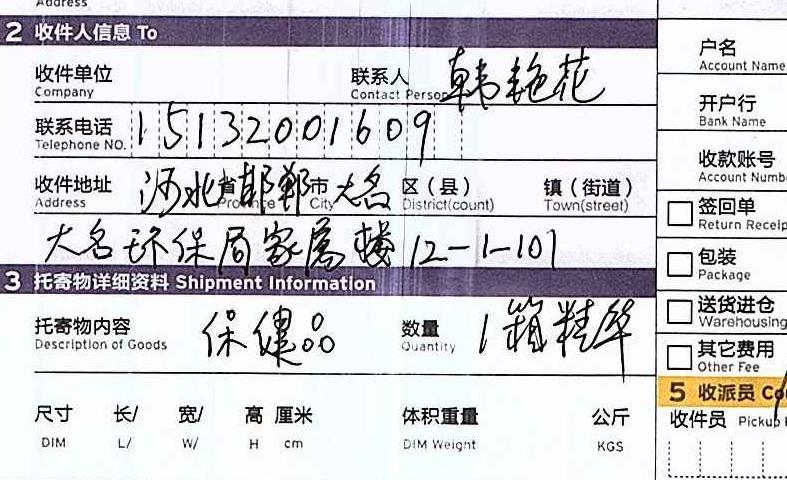 Address
2 收件人信息 To
户名
Account Name
收件单位
Company
联系人
Contact Person
韩艳花
开户行
Bank Name
联系电话
Telephone NO.
15132001609
收款账号
Account Numb
收件地址
Address
河北 省 邯郸 市 大名 区(县) 镇(街道)
Province City District(count) Town(street)
签回单
Return Receip
大名环保局家属楼12-1-101
包装
Package
3 托寄物详细资料 Shipment Information
送货进仓
Warehousing
托寄物内容
Description of Goods
保健品
数量
Quantity
1箱精华
其它费用
Other Fee
5 收派员 Co
尺寸 长/ 宽/ 高 厘米 体积重量 公斤
DIM L/ W/ H cm DIM Weight KGS
收件员 Pickup